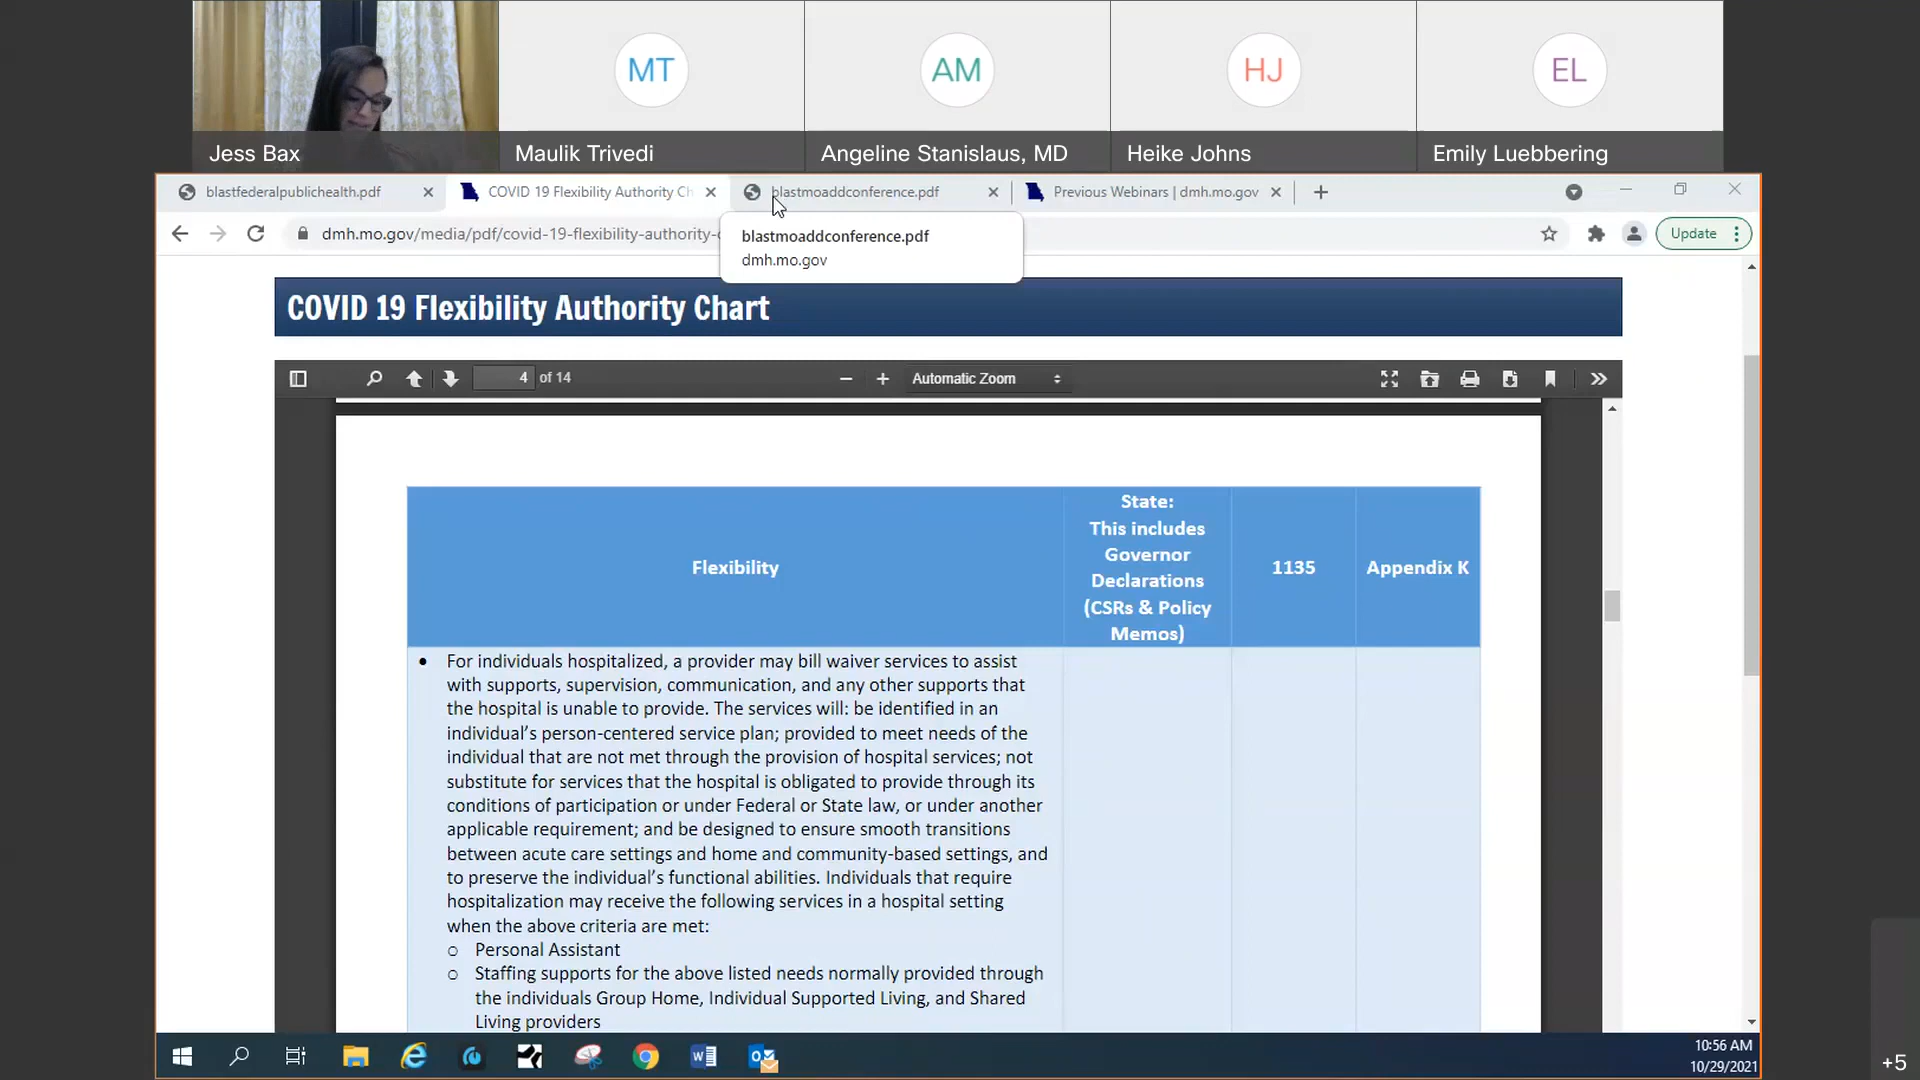 MT
AM
HJ
EL
Jess Bax
Maulik Trivedi
Angeline Stanislaus, MD
Heike Johns
Emily Luebbering
blastfederalpublichealth.pdf
COVID 19 Flexibility Authority Ch
blastmoaddconference.pdf
Previous Webinars | dmh.mo.gov
dmh.mo.gov/media/pdf/covid-19-flexibility-authority-
Update
blastmoaddconference.pdf
dmh.mo.gov
COVID 19 Flexibility Authority Chart
4 of 14
Automatic Zoom
Flexibility
State:
This includes
Governor
Declarations
(CSRs & Policy
Memos)
1135
Appendix K
• For individuals hospitalized, a provider may bill waiver services to assist
with supports, supervision, communication, and any other supports that
the hospital is unable to provide. The services will: be identified in an
individual's person-centered service plan; provided to meet needs of the
individual that are not met through the provision of hospital services; not
substitute for services that the hospital is obligated to provide through its
conditions of participation or under Federal or State law, or under another
applicable requirement; and be designed to ensure smooth transitions
between acute care settings and home and community-based settings, and
to preserve the individual's functional abilities. Individuals that require
hospitalization may receive the following services in a hospital setting
when the above criteria are met:
o Personal Assistant
o Staffing supports for the above listed needs normally provided through
the individuals Group Home, Individual Supported Living, and Shared
Living providers
10:56 AM
10/29/2021
+5